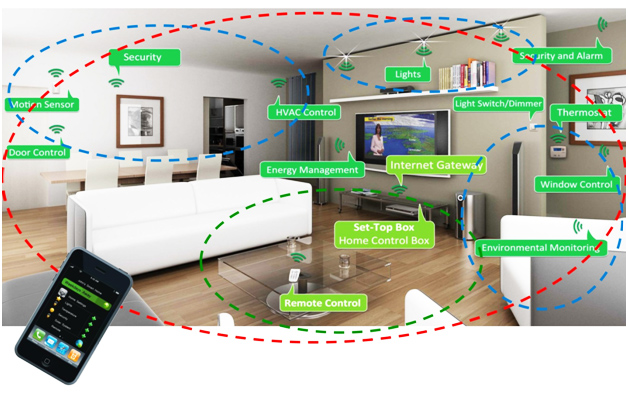 Security
Security and Alarm
Lights
Motion Sensor
Light Switch/Dimmer
HVAC Control
Thermostat
Door Control
Energy Management
Internet Gateway
Window Control
Set-Top Box
Home Control Box
Environmental Monitoring
Remote Control